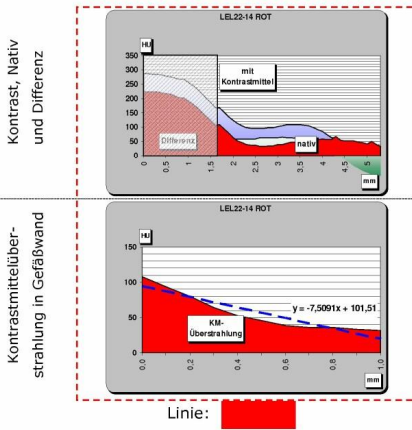 Kontrast, Nativ
und Differenz
LEL22-14 ROT
HU
350
300
250
200
150
100
50
0
mit
Kontrastmittel
Differenz
nativ
0
0.5
1
1.5
2
2.5
3
3.5
4
4.5
5
mm
Kontrastmittelüber-
strahlung in Gefäßwand
LEL22-14 ROT
HU
150
100
50
0
y = -7,5091x + 101,51
KM-
Überstrahlung
0.0
0.2
0.4
0.6
0.8
1.0
mm
Linie: